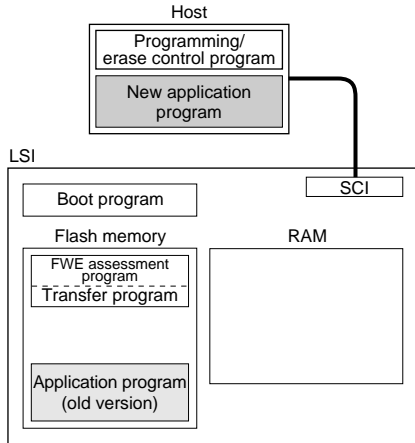 Host
Programming/
erase control program
New application
program
LSI
SCI
Boot program
Flash memory
RAM
FWE assessment
program
Transfer program
Application program
(old version)